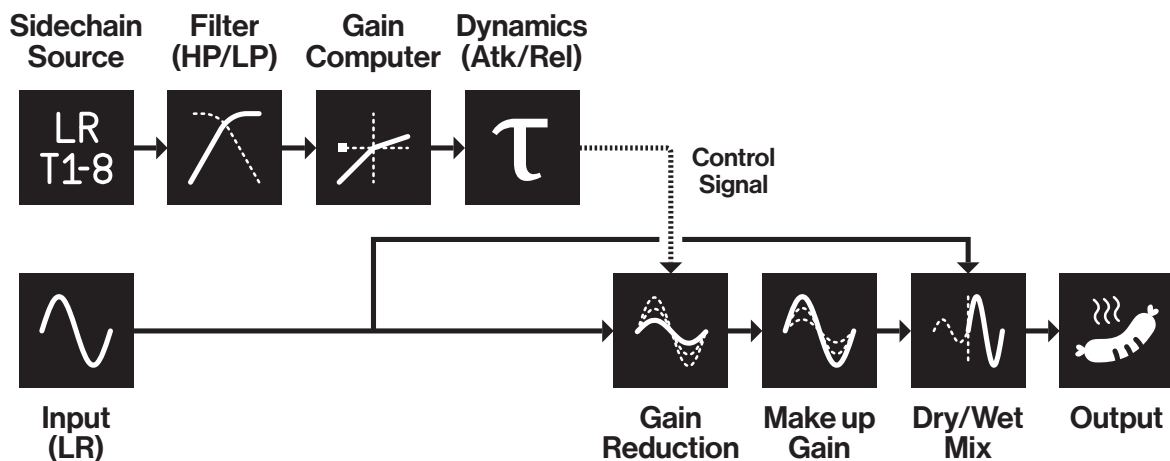 Sidechain
Source
Filter
(HP/LP)
Gain
Computer
Dynamics
(Atk/Rel)
LR
T1-8
τ
Control
Signal
Input
(LR)
Gain
Reduction
Make up
Gain
Dry/Wet
Mix
Output